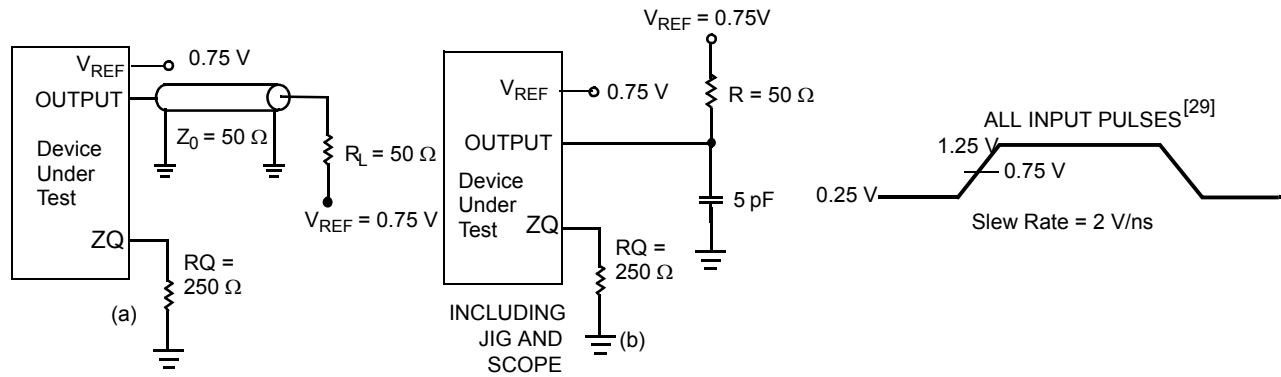 V_REF = 0.75V
V_REF
0.75 V
OUTPUT
Z_0 = 50 Ω
Device
Under
Test
R_L = 50 Ω
V_REF = 0.75 V
ZQ
RQ =
250 Ω
(a)
V_REF
0.75 V
R = 50 Ω
OUTPUT
Device
Under
Test
5 pF
ZQ
RQ =
250 Ω
INCLUDING
JIG AND
SCOPE
(b)
ALL INPUT PULSES[29]
1.25 V
0.75 V
0.25 V
Slew Rate = 2 V/ns